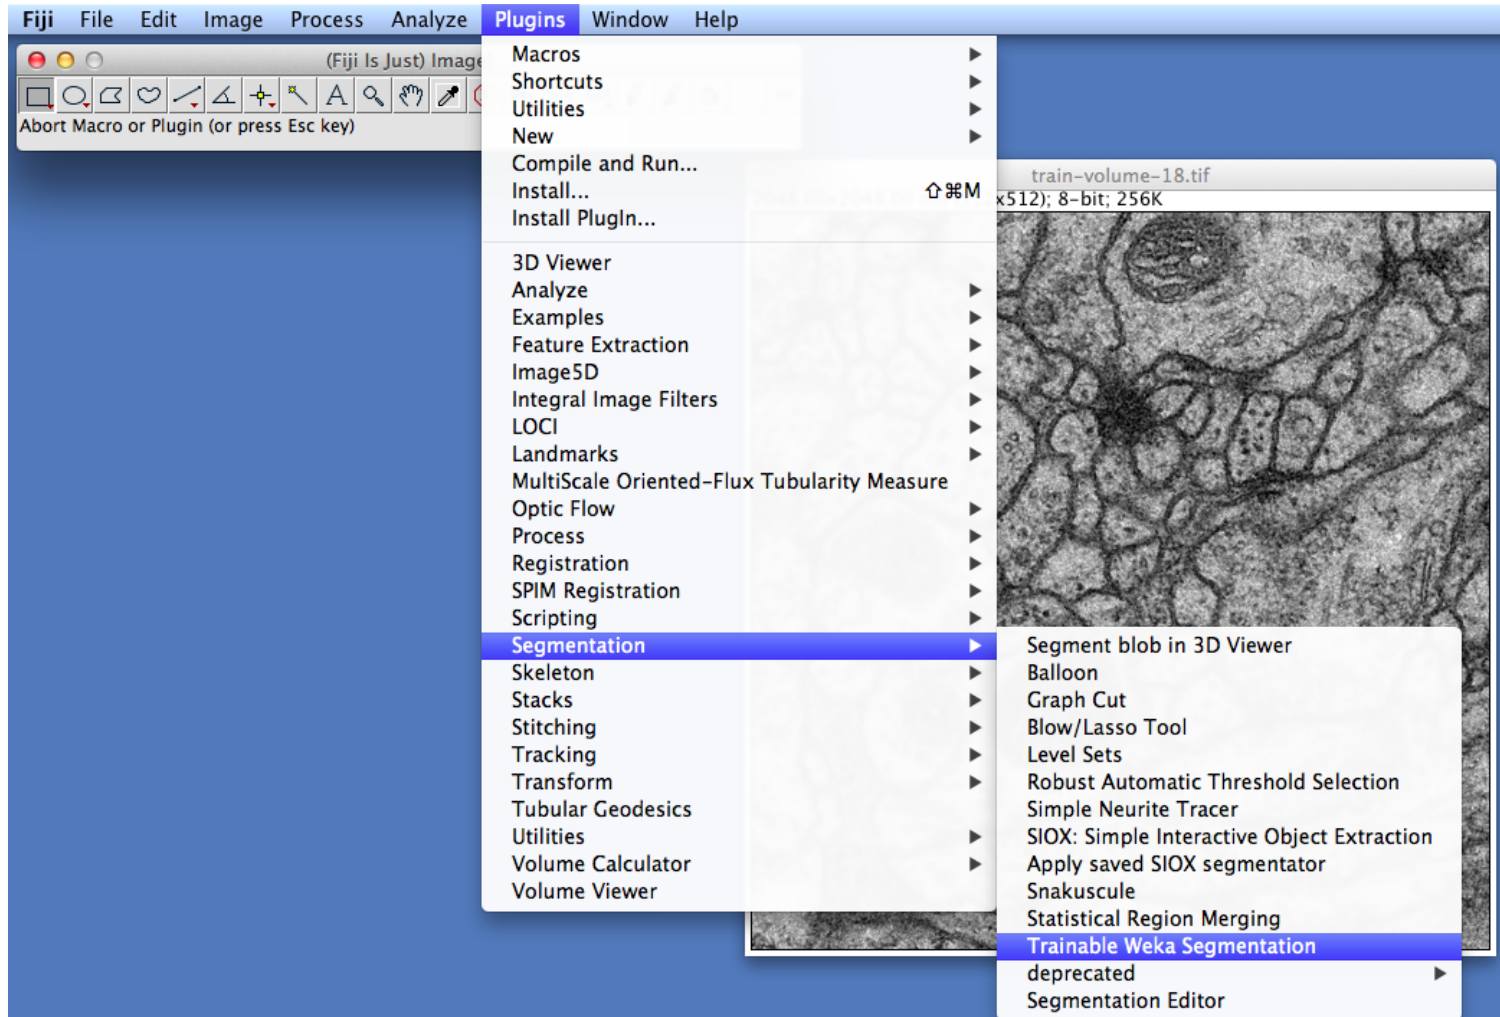 Fiji File Edit Image Process Analyze Plugins Window Help
(Fiji Is Just) Image
Abort Macro or Plugin (or press Esc key)
Macros
Shortcuts
Utilities
New
Compile and Run...
Install... ⇧⌘M
Install PlugIn...
3D Viewer
Analyze
Examples
Feature Extraction
Image5D
Integral Image Filters
LOCI
Landmarks
MultiScale Oriented-Flux Tubularity Measure
Optic Flow
Process
Registration
SPIM Registration
Scripting
Segmentation
Skeleton
Stacks
Stitching
Tracking
Transform
Tubular Geodesics
Utilities
Volume Calculator
Volume Viewer
train-volume-18.tif
x512); 8-bit; 256K
Segment blob in 3D Viewer
Balloon
Graph Cut
Blow/Lasso Tool
Level Sets
Robust Automatic Threshold Selection
Simple Neurite Tracer
SIOX: Simple Interactive Object Extraction
Apply saved SIOX segmentator
Snakuscule
Statistical Region Merging
Trainable Weka Segmentation
deprecated
Segmentation Editor